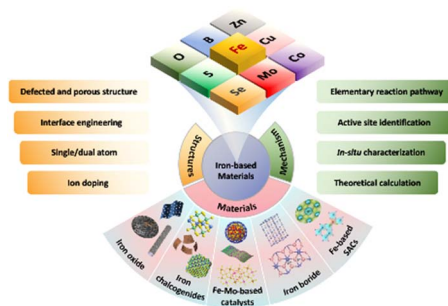 Zn
B
Cu
O
Fe
Co
S
Mo
Se
Defected and porous structure
Interface engineering
Single/dual atom
Ion doping
Elementary reaction pathway
Active site identification
In-situ characterization
Theoretical calculation
Structures
Iron-based
Materials
Mechanism
Materials
Iron oxide
Iron
chalcogenides
Fe-Mo-based
catalysts
Iron boride
Fe-based
SACs